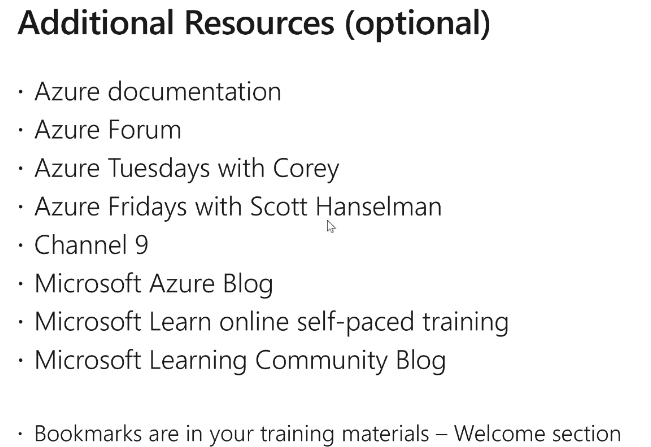 Additional Resources (optional)
· Azure documentation
· Azure Forum
· Azure Tuesdays with Corey
· Azure Fridays with Scott Hanselman
· Channel 9
· Microsoft Azure Blog
· Microsoft Learn online self-paced training
· Microsoft Learning Community Blog
· Bookmarks are in your training materials – Welcome section